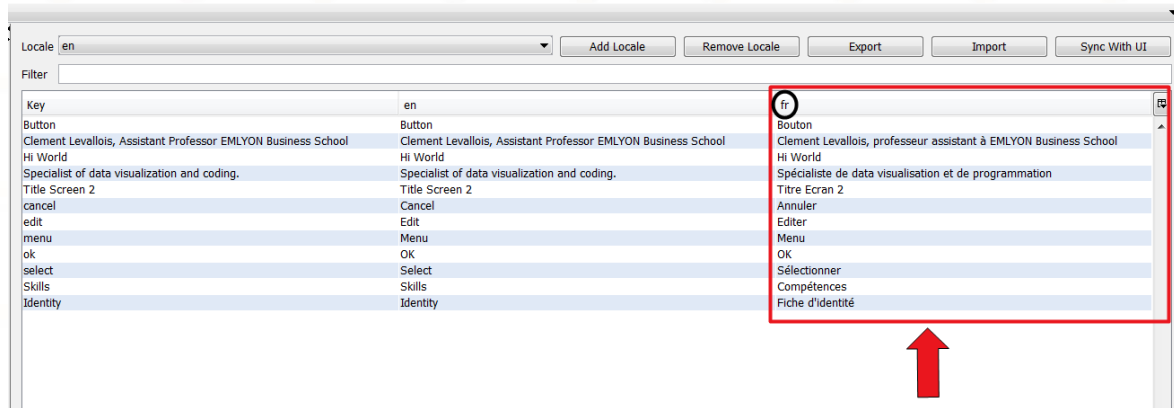 Locale en Add Locale Remove Locale Export Import Sync With UI
Filter
Key en fr
Button Button Bouton
Clement Levallois, Assistant Professor EMLYON Business School Clement Levallois, Assistant Professor EMLYON Business School Clement Levallois, professeur assistant à EMLYON Business School
Hi World Hi World Hi World
Specialist of data visualization and coding. Specialist of data visualization and coding. Spécialiste de data visualisation et de programmation
Title Screen 2 Title Screen 2 Titre Ecran 2
cancel Cancel Annuler
edit Edit Editer
menu Menu Menu
ok OK OK
select Select Sélectionner
Skills Skills Compétences
Identity Identity Fiche d'identité